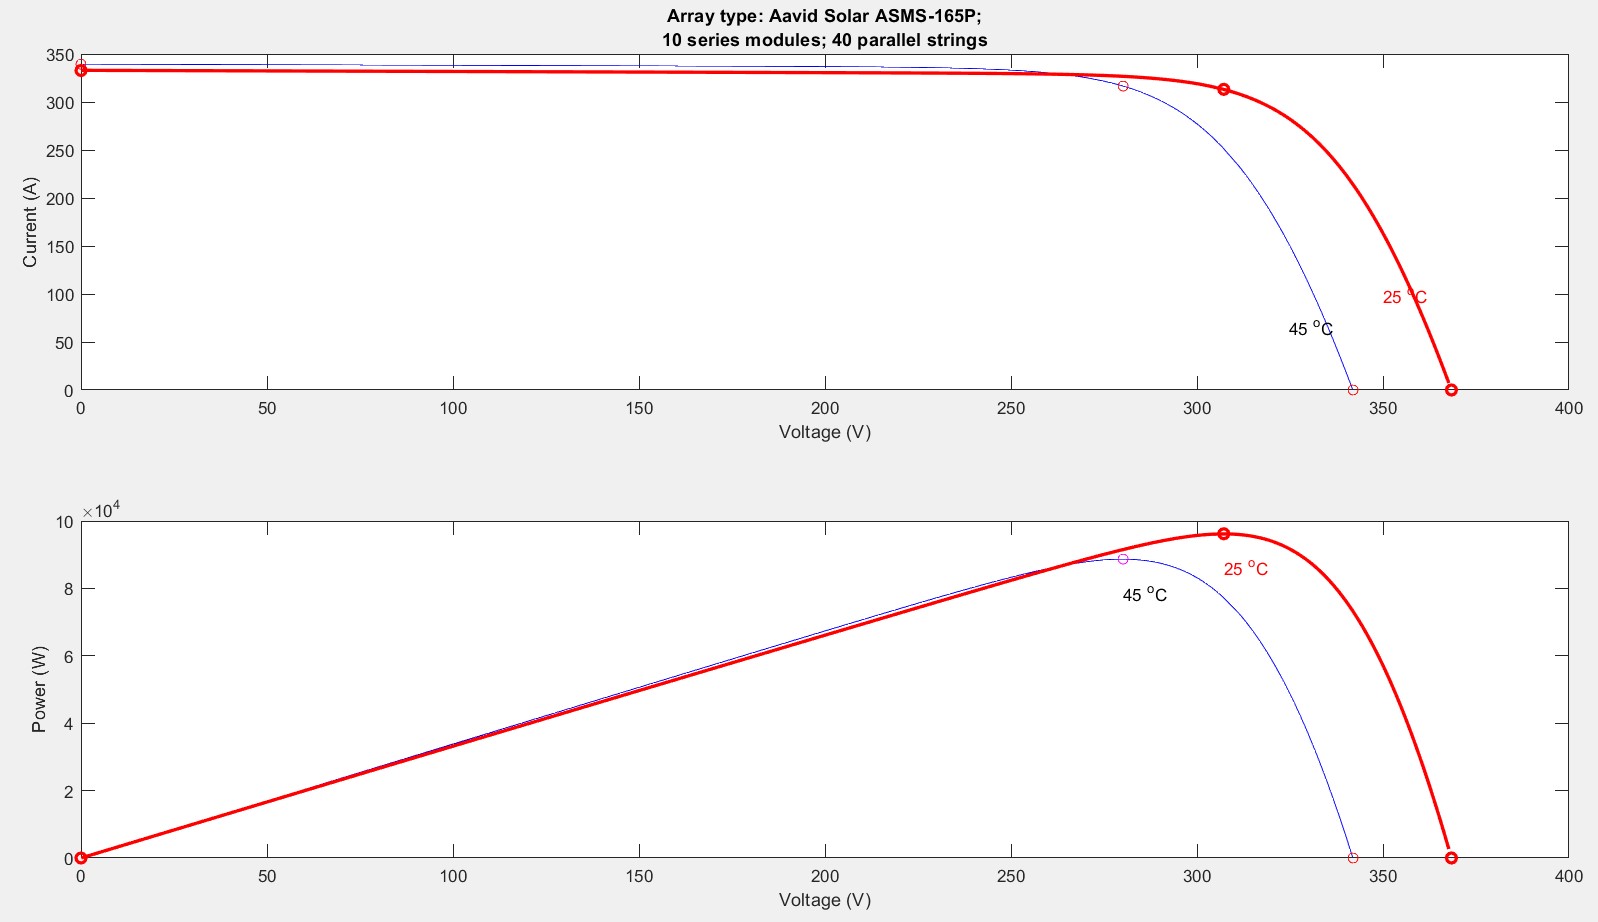 Array type: Aavid Solar ASMS-165P;
10 series modules; 40 parallel strings
350
300
250
200
150
100
50
0
Current (A)
25 °C
45 °C
0 50 100 150 200 250 300 350 400
Voltage (V)
×10^4
10
8
6
4
2
0
Power (W)
25 °C
45 °C
0 50 100 150 200 250 300 350 400
Voltage (V)